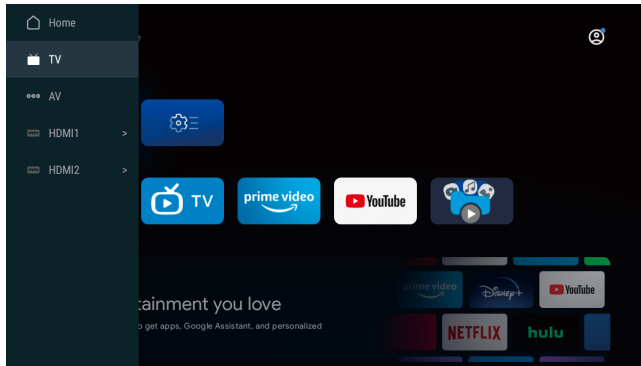 Home
TV
AV
HDMI1 >
HDMI2 >
TV
prime video
YouTube
tainment you love
get apps, Google Assistant, and personalized
prime video
Disney+
YouTube
NETFLIX
hulu